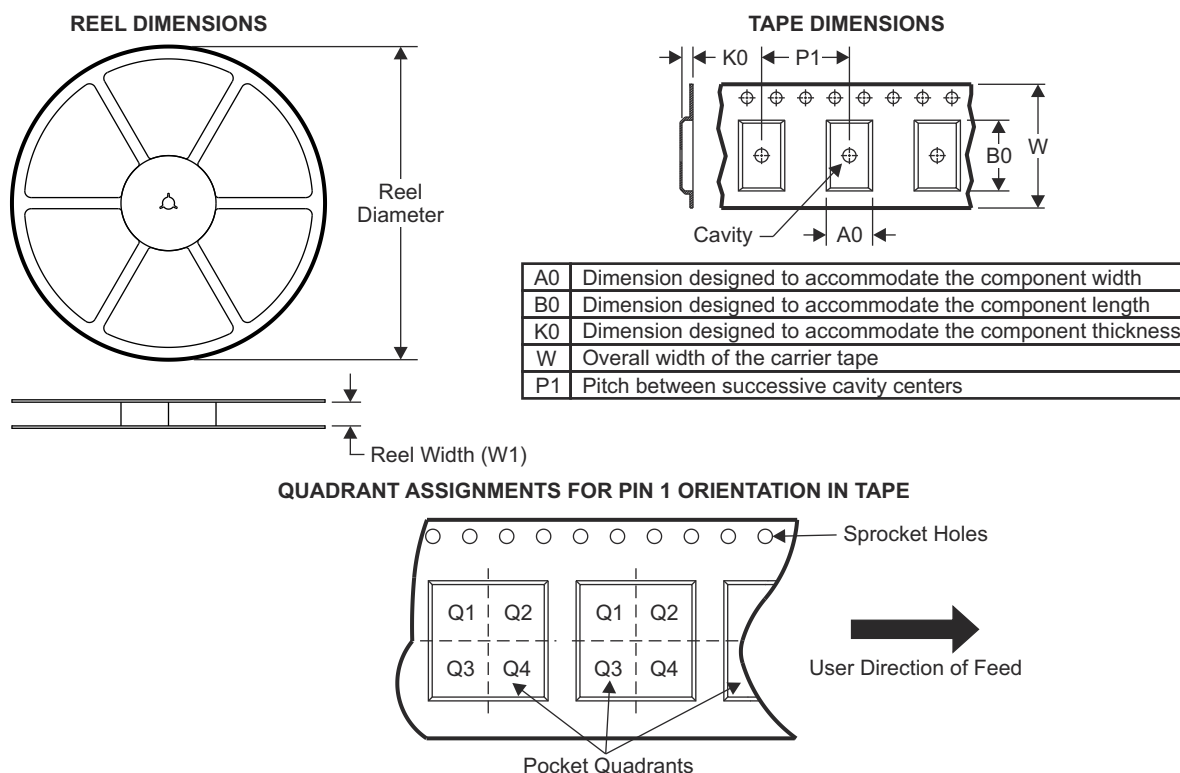 REEL DIMENSIONS
Reel
Diameter
Reel Width (W1)
TAPE DIMENSIONS
K0
P1
B0
W
Cavity
A0
A0 Dimension designed to accommodate the component width
B0 Dimension designed to accommodate the component length
K0 Dimension designed to accommodate the component thickness
W Overall width of the carrier tape
P1 Pitch between successive cavity centers
QUADRANT ASSIGNMENTS FOR PIN 1 ORIENTATION IN TAPE
Sprocket Holes
Q1 Q2 Q1 Q2
Q3 Q4 Q3 Q4
User Direction of Feed
Pocket Quadrants